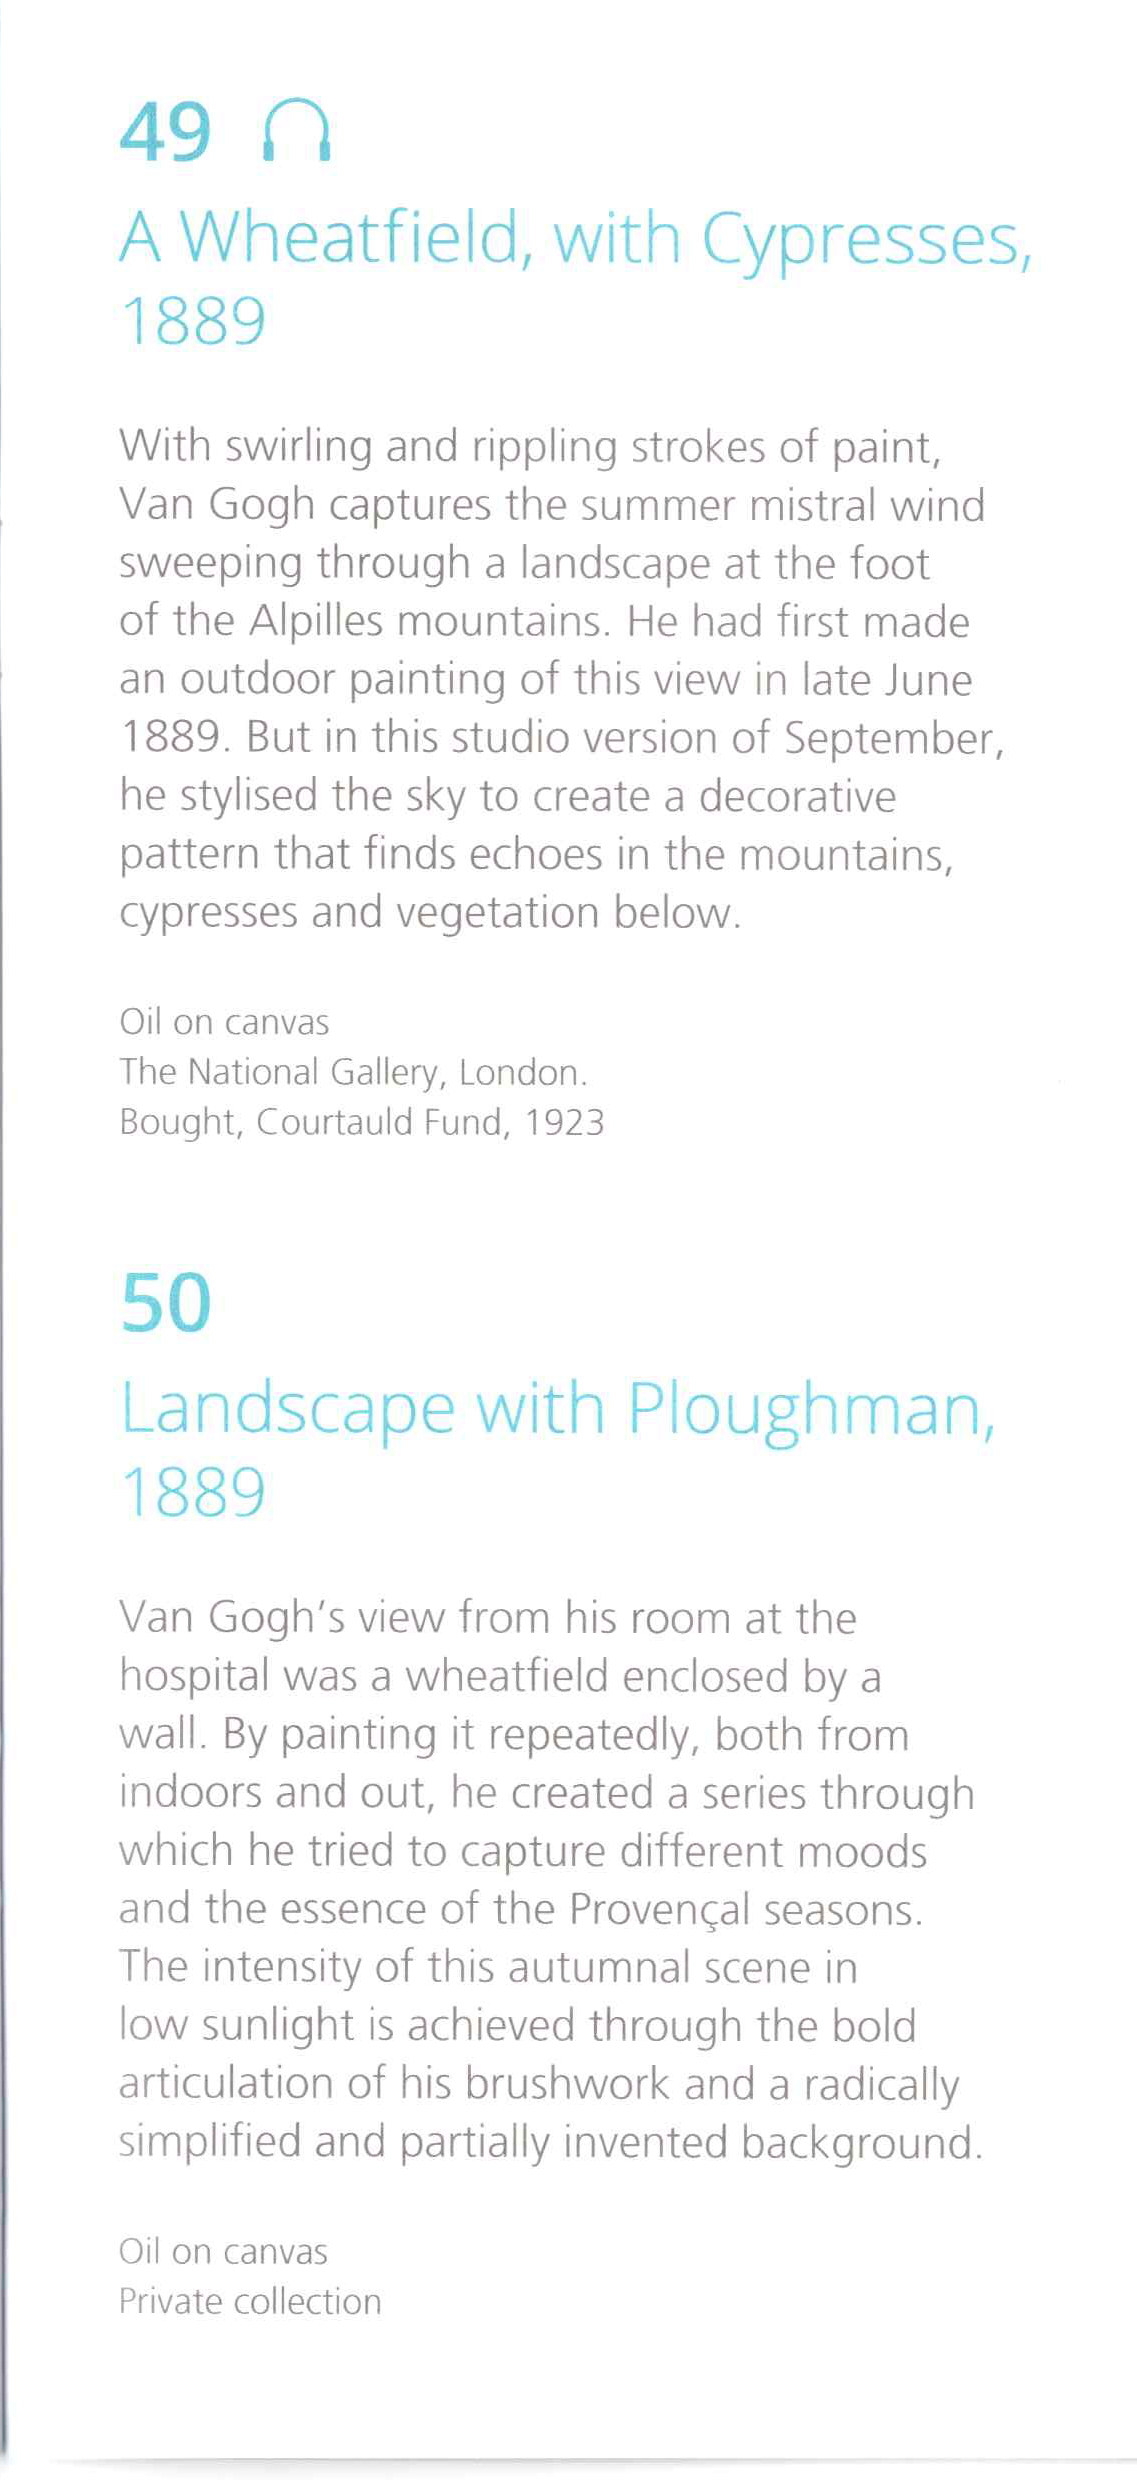 49
A Wheatfield, with Cypresses,
1889
With swirling and rippling strokes of paint,
Van Gogh captures the summer mistral wind
sweeping through a landscape at the foot
of the Alpilles mountains. He had first made
an outdoor painting of this view in late June
1889. But in this studio version of September,
he stylised the sky to create a decorative
pattern that finds echoes in the mountains,
cypresses and vegetation below.
Oil on canvas
The National Gallery, London.
Bought, Courtauld Fund, 1923
50
Landscape with Ploughman,
1889
Van Gogh’s view from his room at the
hospital was a wheatfield enclosed by a
wall. By painting it repeatedly, both from
indoors and out, he created a series through
which he tried to capture different moods
and the essence of the Provençal seasons.
The intensity of this autumnal scene in
low sunlight is achieved through the bold
articulation of his brushwork and a radically
simplified and partially invented background.
Oil on canvas
Private collection